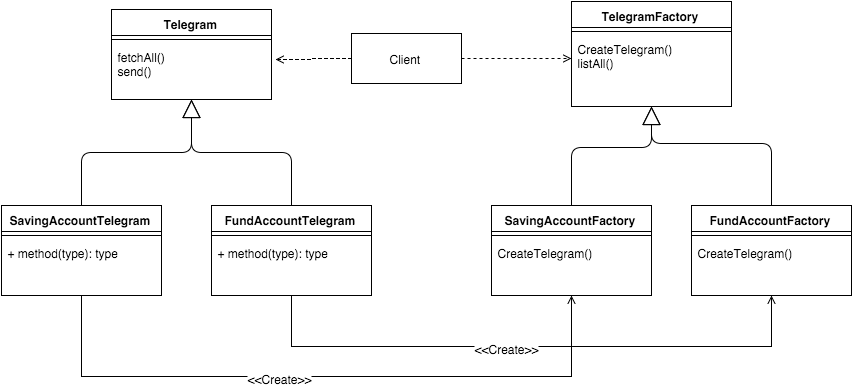 Telegram
fetchAll()
send()
Client
TelegramFactory
CreateTelegram()
listAll()
SavingAccountTelegram
+ method(type): type
FundAccountTelegram
+ method(type): type
SavingAccountFactory
CreateTelegram()
FundAccountFactory
CreateTelegram()
<<Create>>
<<Create>>